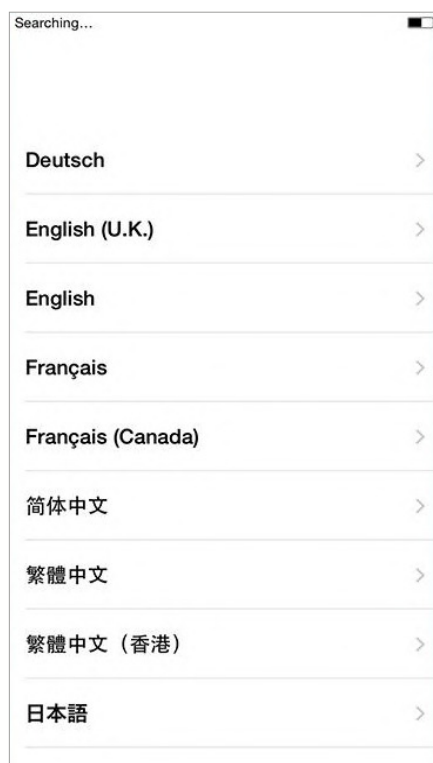 Searching...
Deutsch
English (U.K.)
English
Français
Français (Canada)
简体中文
繁體中文
繁體中文（香港）
日本語